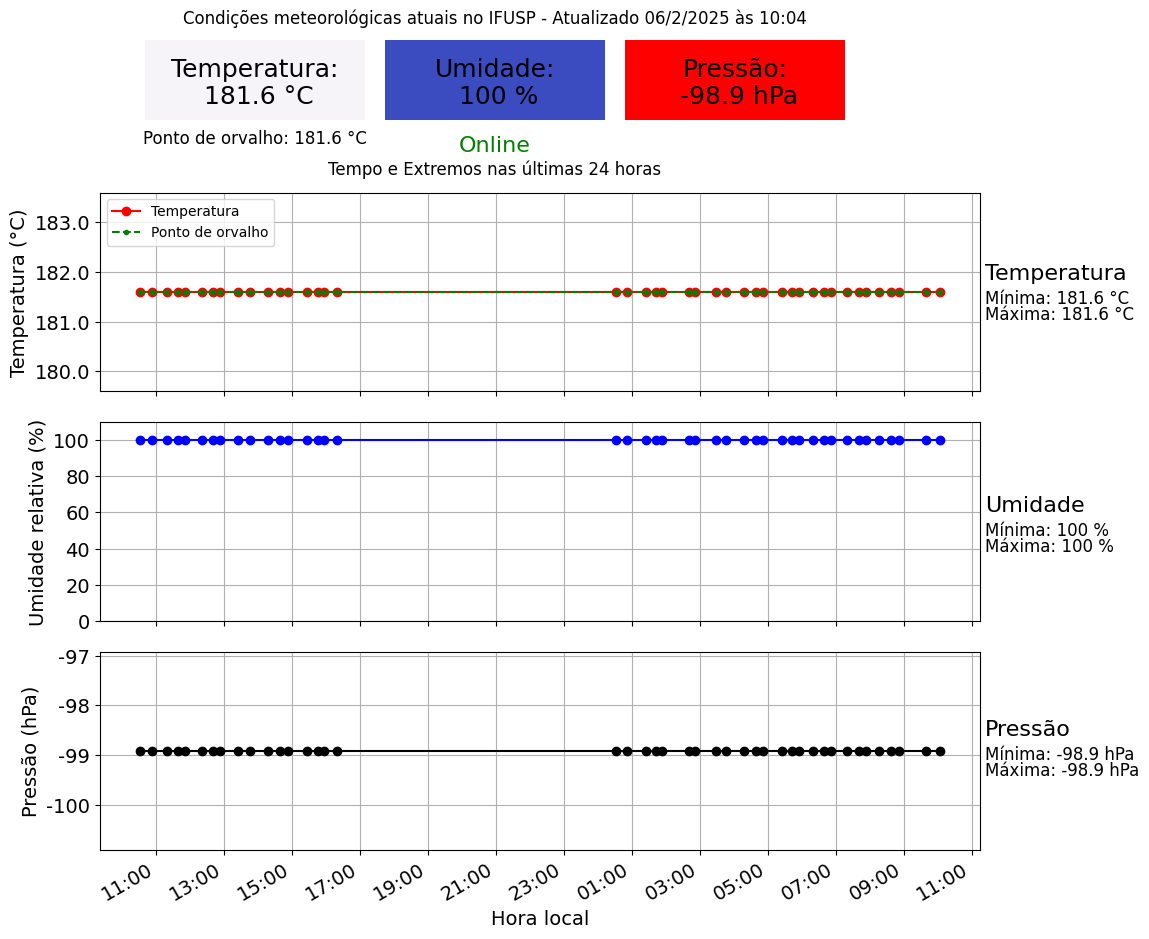 Condições meteorológicas atuais no IFUSP - Atualizado 06/2/2025 às 10:04
Temperatura:
181.6 °C
Umidade:
100 %
Pressão:
-98.9 hPa
Ponto de orvalho: 181.6 °C
Online
Tempo e Extremos nas últimas 24 horas
Temperatura (°C)
183.0
182.0
181.0
180.0
Temperatura
Ponto de orvalho
Temperatura
Mínima: 181.6 °C
Máxima: 181.6 °C
Umidade relativa (%)
100
80
60
40
20
0
Umidade
Mínima: 100 %
Máxima: 100 %
Pressão (hPa)
-97
-98
-99
-100
Pressão
Mínima: -98.9 hPa
Máxima: -98.9 hPa
11:00
13:00
15:00
17:00
19:00
21:00
23:00
01:00
03:00
05:00
07:00
09:00
11:00
Hora local